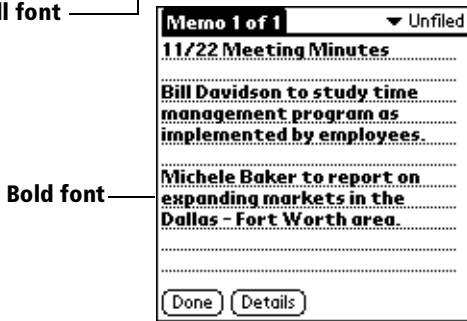 ll font
Memo 1 of 1 Unfiled
11/22 Meeting Minutes
Bill Davidson to study time
management program as
implemented by employees.
Michele Baker to report on
expanding markets in the
Dallas - Fort Worth area.
Bold font
Done Details